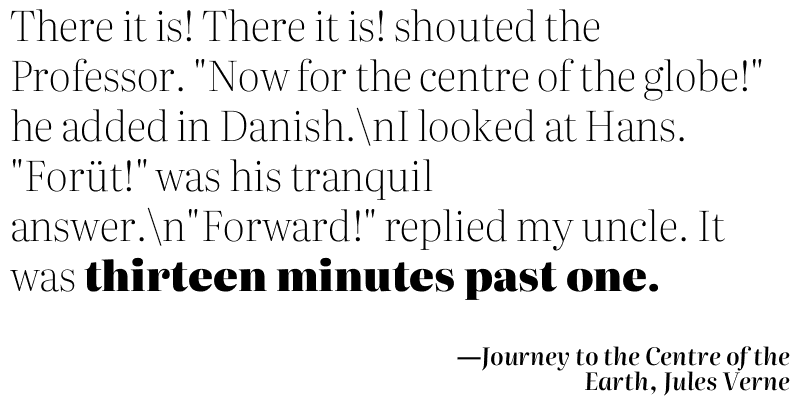 There it is! There it is! shouted the
Professor. "Now for the centre of the globe!"
he added in Danish.\nI looked at Hans.
"Forüt!" was his tranquil
answer.\n"Forward!" replied my uncle. It
was thirteen minutes past one.
—Journey to the Centre of the
Earth, Jules Verne